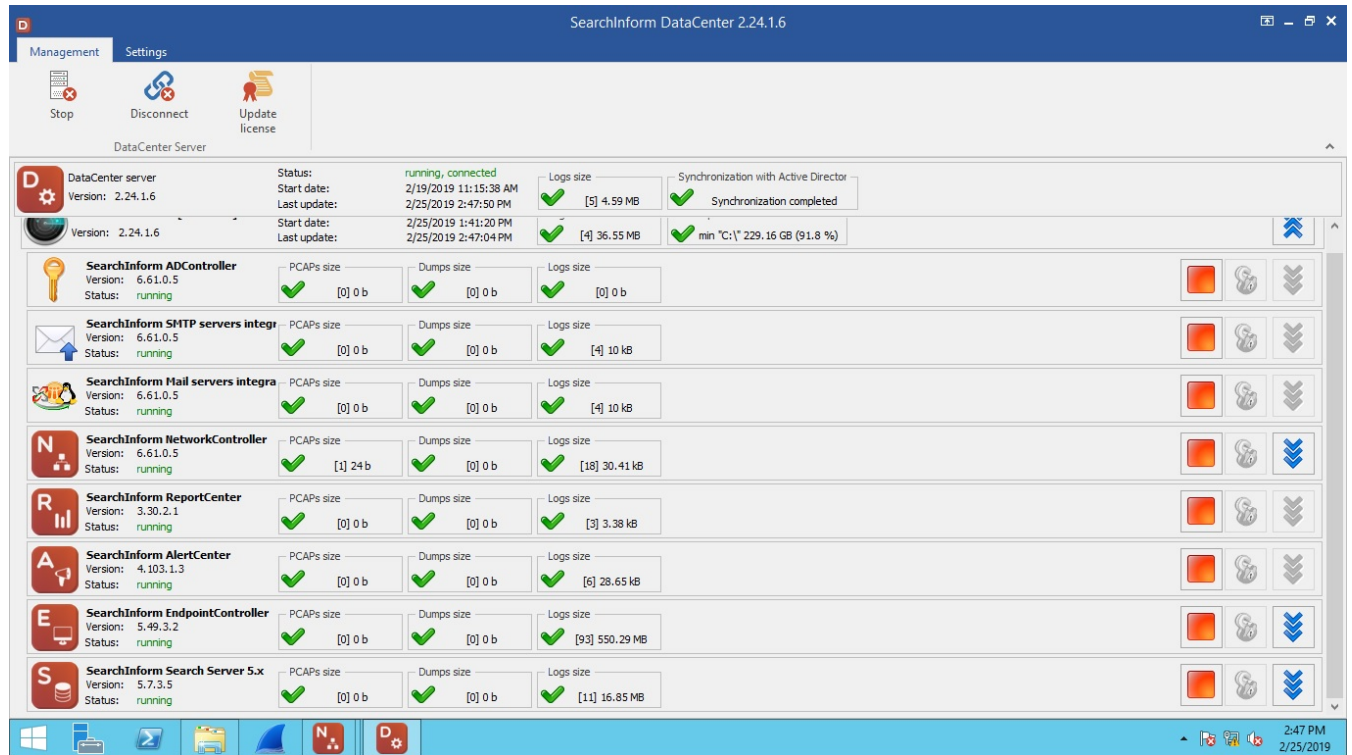 SearchInform DataCenter 2.24.1.6
Management Settings
Stop Disconnect Update license
DataCenter Server
DataCenter server
Version: 2.24.1.6
Status: running, connected
Start date: 2/19/2019 11:15:38 AM
Last update: 2/25/2019 2:47:50 PM
Logs size
[5] 4.59 MB
Synchronization with Active Director
Synchronization completed
Version: 2.24.1.6
Start date: 2/25/2019 1:41:20 PM
Last update: 2/25/2019 2:47:04 PM
[4] 36.55 MB
min "C:\" 229.16 GB (91.8 %)
SearchInform ADController
Version: 6.61.0.5
Status: running
PCAPs size Dumps size Logs size
[0] 0 b [0] 0 b [0] 0 b
SearchInform SMTP servers integr
Version: 6.61.0.5
Status: running
PCAPs size Dumps size Logs size
[0] 0 b [0] 0 b [4] 10 kB
SearchInform Mail servers integra
Version: 6.61.0.5
Status: running
PCAPs size Dumps size Logs size
[0] 0 b [0] 0 b [4] 10 kB
N
SearchInform NetworkController
Version: 6.61.0.5
Status: running
PCAPs size Dumps size Logs size
[1] 24 b [0] 0 b [18] 30.41 kB
R
SearchInform ReportCenter
Version: 3.30.2.1
Status: running
PCAPs size Dumps size Logs size
[0] 0 b [0] 0 b [3] 3.38 kB
A
SearchInform AlertCenter
Version: 4.103.1.3
Status: running
PCAPs size Dumps size Logs size
[0] 0 b [0] 0 b [6] 28.65 kB
E
SearchInform EndpointController
Version: 5.49.3.2
Status: running
PCAPs size Dumps size Logs size
[0] 0 b [0] 0 b [93] 550.29 MB
S
SearchInform Search Server 5.x
Version: 5.7.3.5
Status: running
PCAPs size Dumps size Logs size
[0] 0 b [0] 0 b [11] 16.85 MB
N D
2:47 PM
2/25/2019